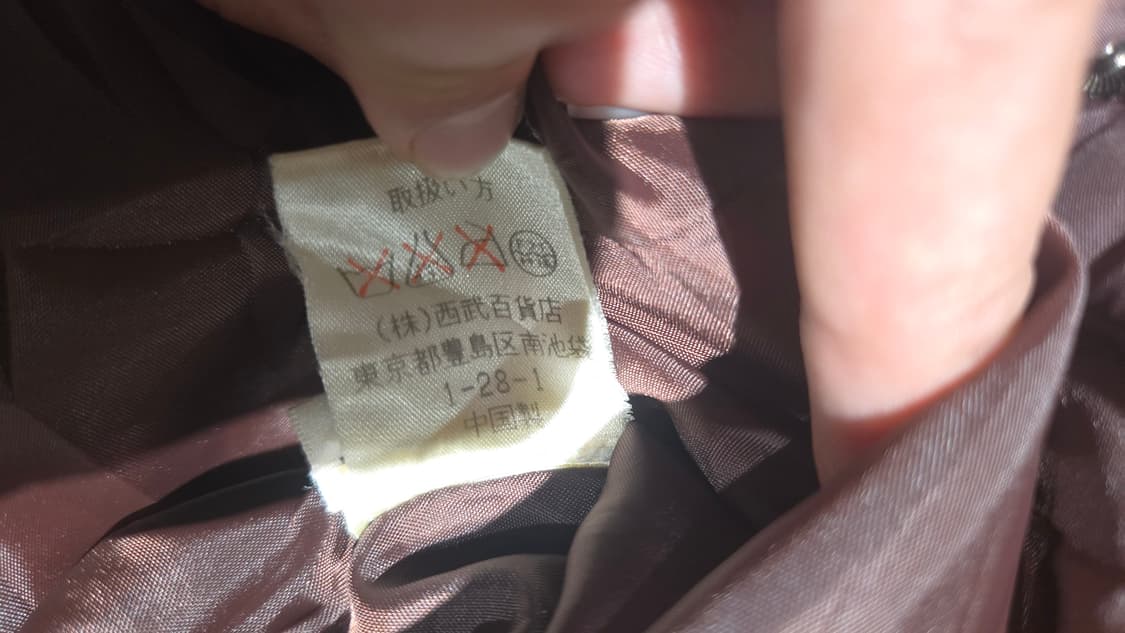 取扱い方
(株)西武百貨店
東京都豊島区南池袋
1-28-1
中国製